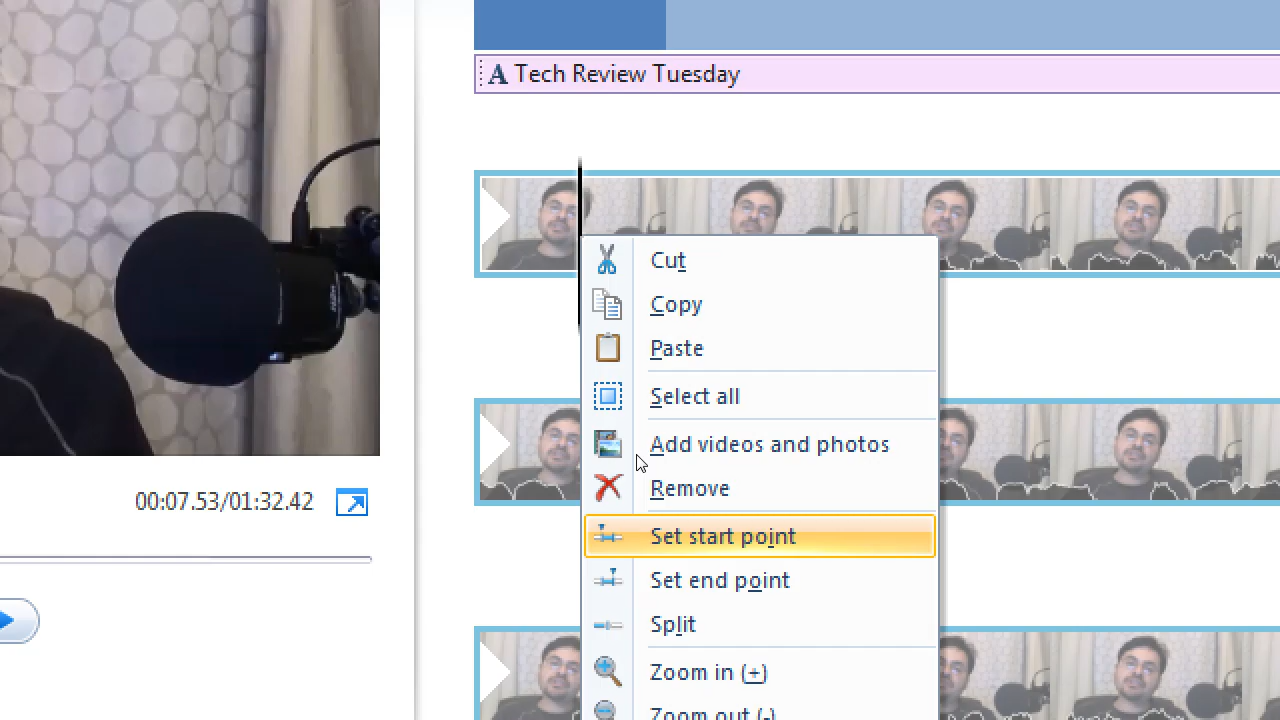 A Tech Review Tuesday
Cut
Copy
Paste
Select all
Add videos and photos
Remove
00:07.53/01:32.42
Set start point
Set end point
Split
Zoom in (+)
Zoom out (-)